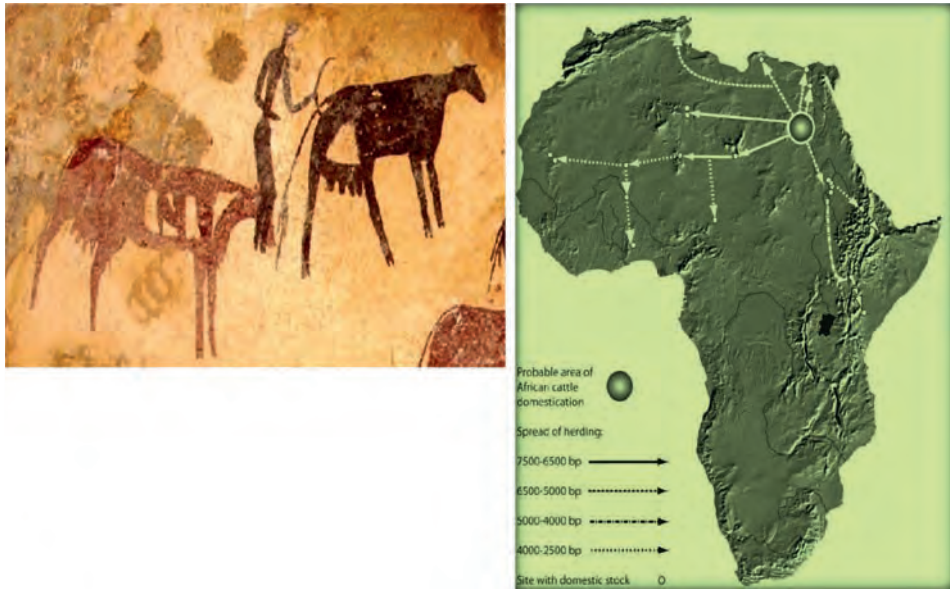 Probable area of
African cattle
domestication
Spread of herding:
7500-6500 bp
6500-5000 bp
5000-4000 bp
4000-2500 bp
Site with domestic stock O